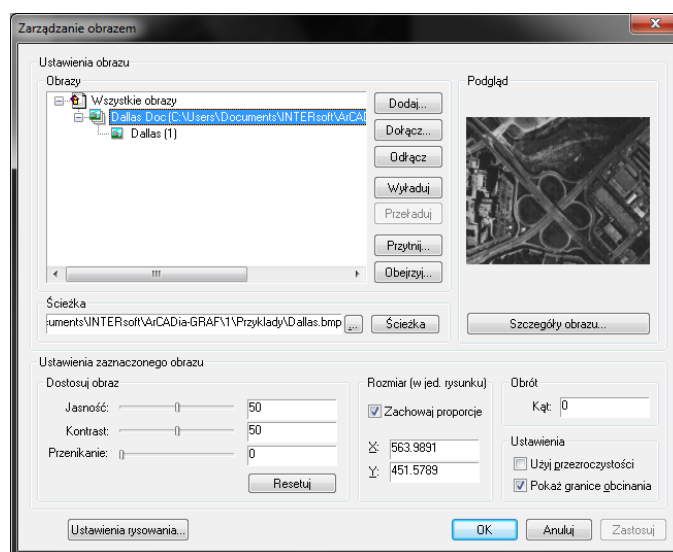 Zarządzanie obrazem
Ustawienia obrazu
Obrazy
Wszystkie obrazy
Dallas Doc (C:\Users\Documents\INTERsoft\ArCA
Dallas (1)
Dodaj...
Dołącz...
Odłącz
Wyładuj
Przeładuj
Przytnij...
Obejrzyj...
Podgląd
Szczegóły obrazu...
Ścieżka
:uments\INTERsoft\ArCADia-GRAF\1\Przyklady\Dallas.bmp
...
Ścieżka
Ustawienia zaznaczonego obrazu
Dostosuj obraz
Jasność: 50
Kontrast: 50
Przenikanie: 0
Resetuj
Rozmiar (w jed. rysunku)
Zachowaj proporcje
X: 563.9891
Y: 451.5789
Obrót
Kąt: 0
Ustawienia
Użyj przezroczystości
Pokaż granice obcinania
Ustawienia rysowania...
OK
Anuluj
Zastosuj